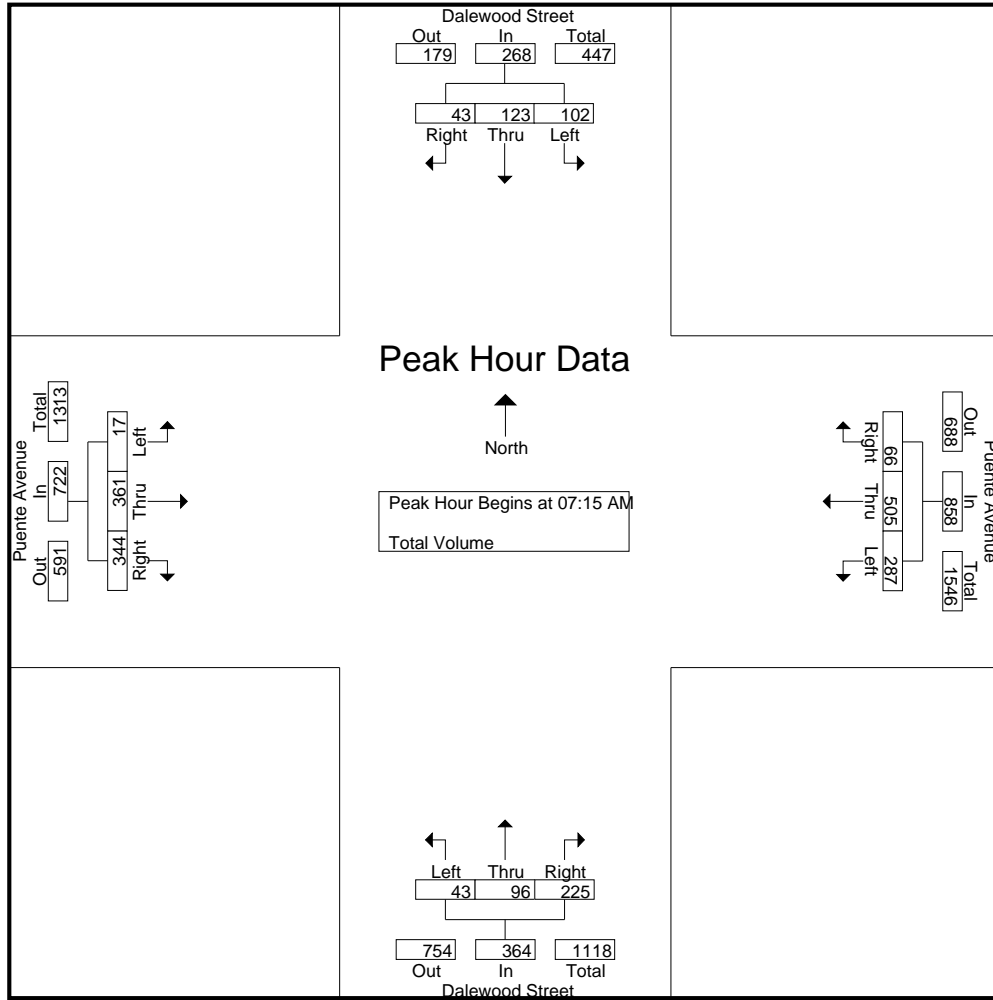 Dalewood Street
Out In Total
179 268 447
43 123 102
Right Thru Left
Peak Hour Data
North
Peak Hour Begins at 07:15 AM
Total Volume
Puente Avenue
Total In Out
1313 722 591
17 361 344
Left Thru Right
Puente Avenue
Out In Total
688 858 1546
66 505 287
Right Thru Left
Left Thru Right
43 96 225
754 364 1118
Out In Total
Dalewood Street